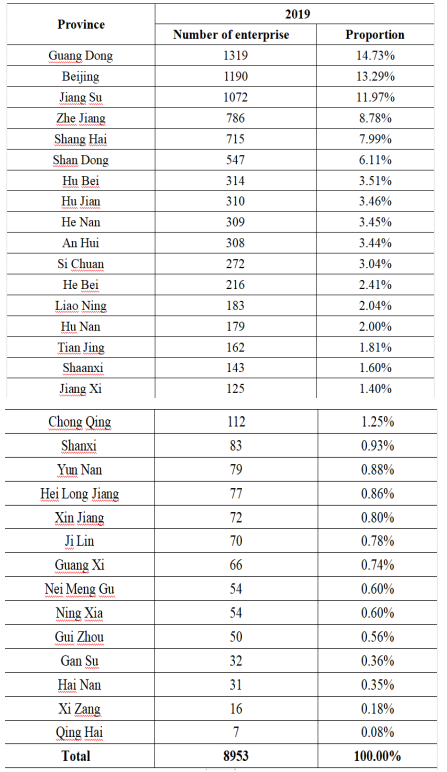 Province 2019
Number of enterprise Proportion
Guang Dong 1319 14.73%
Beijing 1190 13.29%
Jiang Su 1072 11.97%
Zhe Jiang 786 8.78%
Shang Hai 715 7.99%
Shan Dong 547 6.11%
Hu Bei 314 3.51%
Hu Jian 310 3.46%
He Nan 309 3.45%
An Hui 308 3.44%
Si Chuan 272 3.04%
He Bei 216 2.41%
Liao Ning 183 2.04%
Hu Nan 179 2.00%
Tian Jing 162 1.81%
Shaanxi 143 1.60%
Jiang Xi 125 1.40%
Chong Qing 112 1.25%
Shanxi 83 0.93%
Yun Nan 79 0.88%
Hei Long Jiang 77 0.86%
Xin Jiang 72 0.80%
Ji Lin 70 0.78%
Guang Xi 66 0.74%
Nei Meng Gu 54 0.60%
Ning Xia 54 0.60%
Gui Zhou 50 0.56%
Gan Su 32 0.36%
Hai Nan 31 0.35%
Xi Zang 16 0.18%
Qing Hai 7 0.08%
Total 8953 100.00%